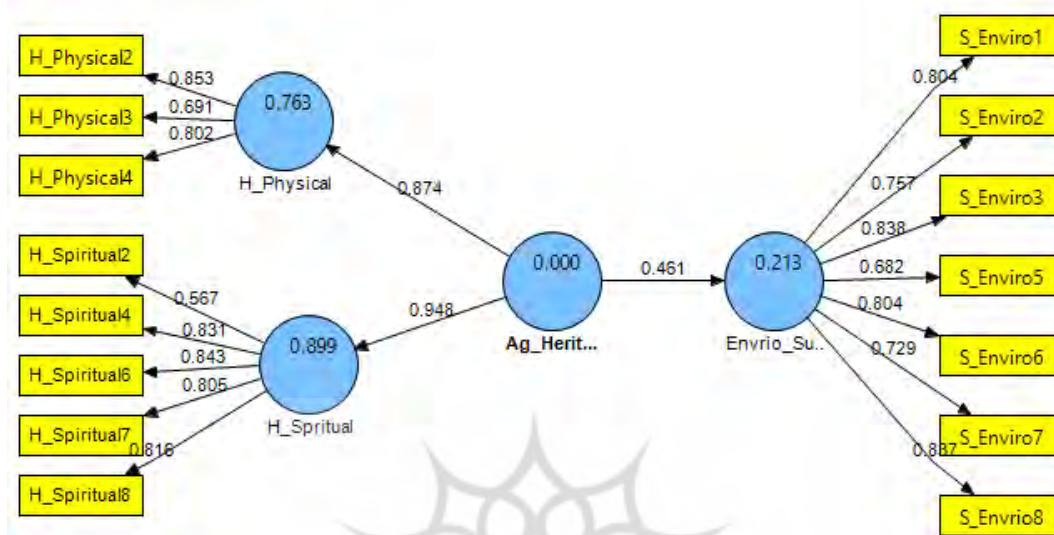 H_Physical2
H_Physical3
H_Physical4
0.853
0.691
0.802
0.763
H_Physical
0.874
H_Spiritual2
H_Spiritual4
H_Spiritual6
H_Spiritual7
H_Spiritual8
0.567
0.831
0.843
0.805
0.816
0.899
H_Spritual
0.948
0.000
Ag_Herit...
0.461
0.213
Envrio_Su..
0.804
0.757
0.838
0.682
0.804
0.729
0.837
S_Enviro1
S_Enviro2
S_Enviro3
S_Enviro5
S_Enviro6
S_Enviro7
S_Envrio8